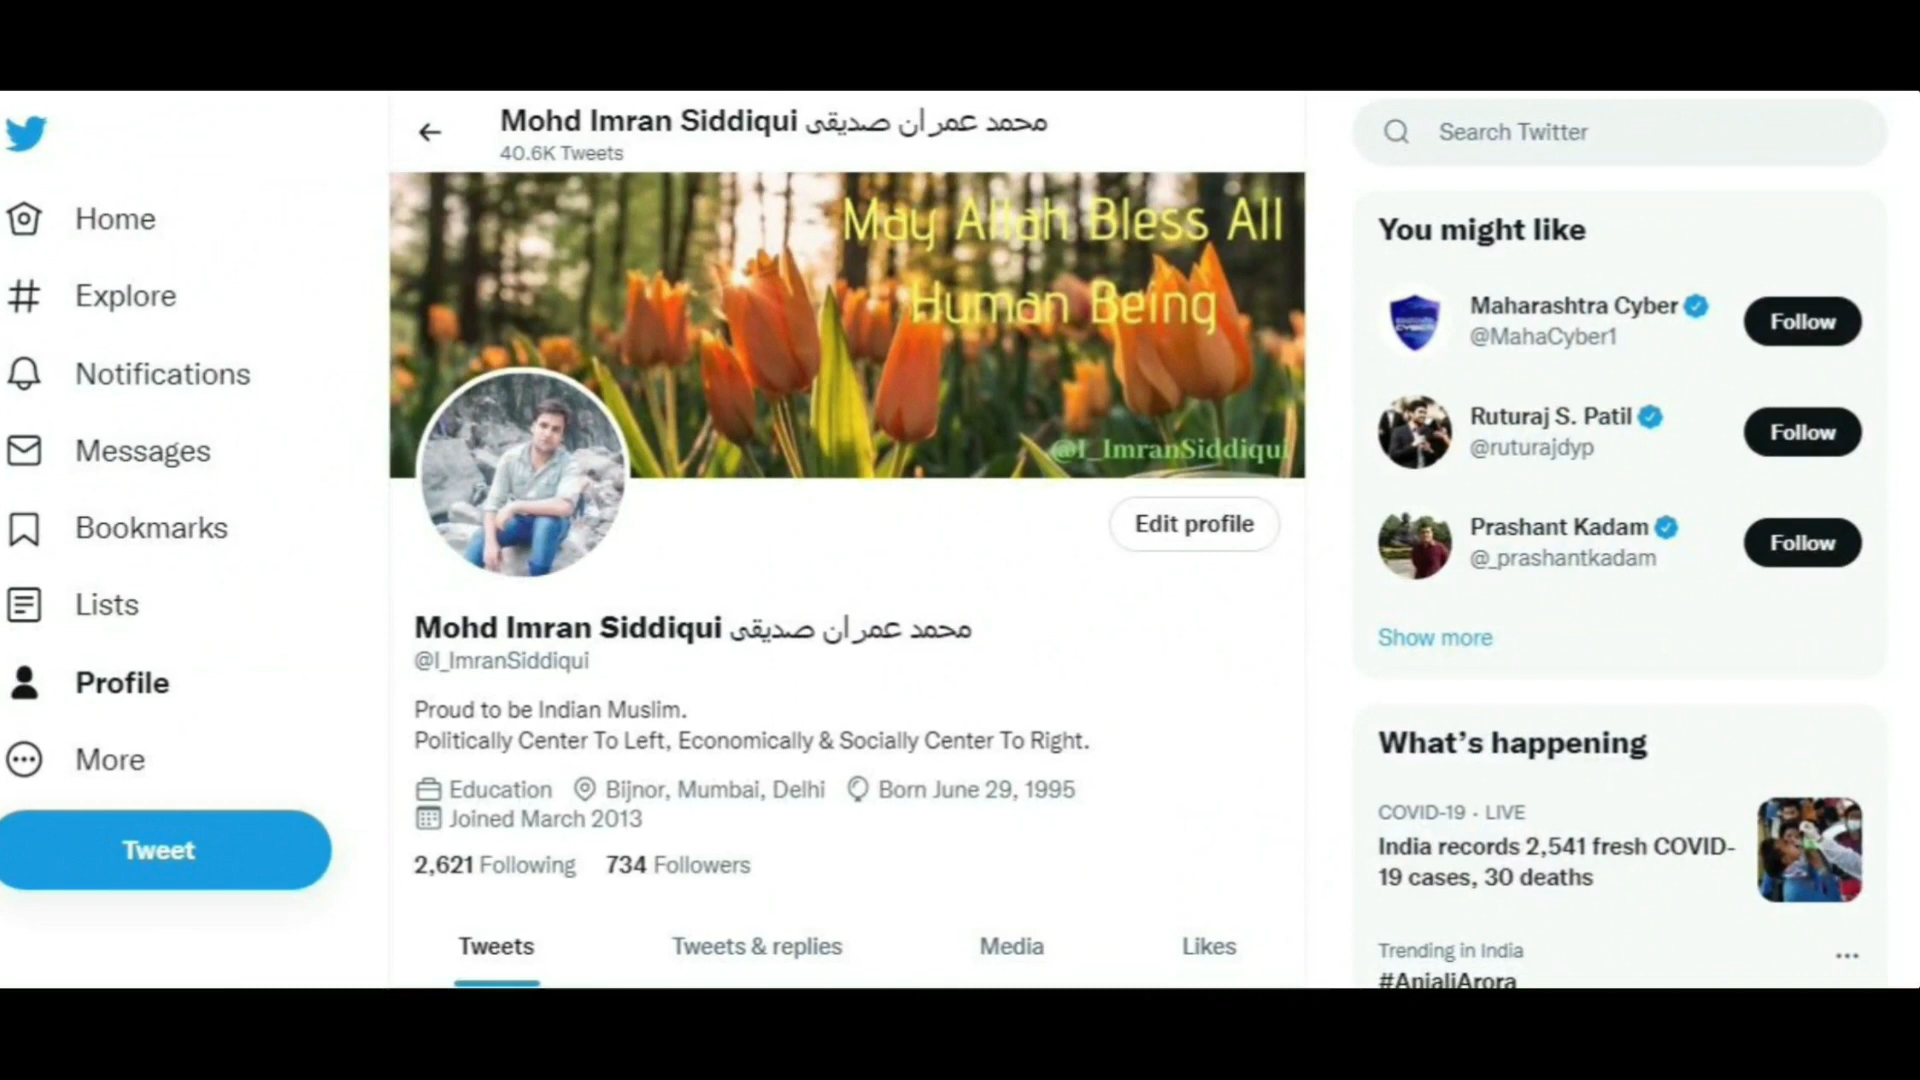 Mohd Imran Siddiqui محمد عمران صدیقی
40.6K Tweets
Home
Explore
Notifications
Messages
Bookmarks
Lists
Profile
More
Tweet
May Allah Bless All
Human Being
@I_ImranSiddiqui
Edit profile
Mohd Imran Siddiqui محمد عمران صدیقی
@I_ImranSiddiqui
Proud to be Indian Muslim.
Politically Center To Left, Economically & Socially Center To Right.
Education Bijnor, Mumbai, Delhi Born June 29, 1995
Joined March 2013
2,621 Following 734 Followers
Tweets Tweets & replies Media Likes
Search Twitter
You might like
Maharashtra Cyber
@MahaCyber1
Follow
Ruturaj S. Patil
@ruturajdyp
Follow
Prashant Kadam
@_prashantkadam
Follow
Show more
What's happening
COVID-19 · LIVE
India records 2,541 fresh COVID-
19 cases, 30 deaths
Trending in India
#AnjaliArora